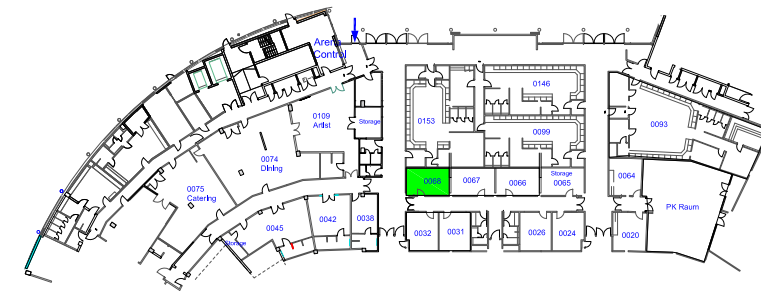 Arena
Control
0146
0109
Artist
Storage
0153
0099
0093
0074
Dining
0075
Catering
0068
0067
0066
Storage
0065
0064
PK Raum
0038
0042
0045
Storage
0032
0031
0026
0024
0020